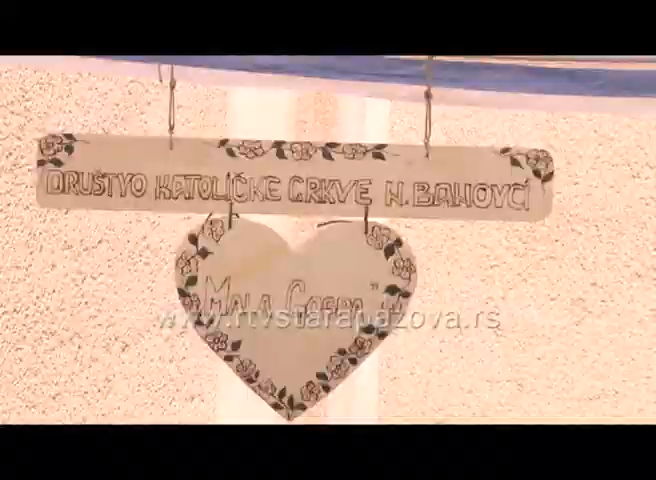 DRUŠTVO KATOLIČKE CRKVE N. BANOVCI
"MALA GOSPA"
www.rtvstarapazova.rs